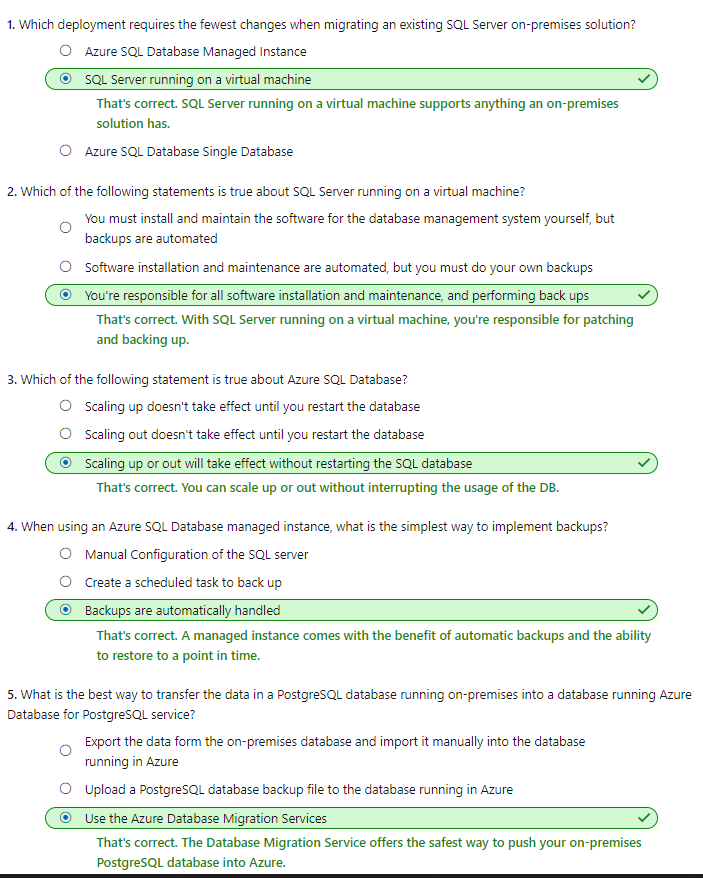 1. Which deployment requires the fewest changes when migrating an existing SQL Server on-premises solution?
Azure SQL Database Managed Instance
SQL Server running on a virtual machine
That's correct. SQL Server running on a virtual machine supports anything an on-premises
solution has.
Azure SQL Database Single Database
2. Which of the following statements is true about SQL Server running on a virtual machine?
You must install and maintain the software for the database management system yourself, but
backups are automated
Software installation and maintenance are automated, but you must do your own backups
You're responsible for all software installation and maintenance, and performing back ups
That's correct. With SQL Server running on a virtual machine, you're responsible for patching
and backing up.
3. Which of the following statement is true about Azure SQL Database?
Scaling up doesn't take effect until you restart the database
Scaling out doesn't take effect until you restart the database
Scaling up or out will take effect without restarting the SQL database
That's correct. You can scale up or out without interrupting the usage of the DB.
4. When using an Azure SQL Database managed instance, what is the simplest way to implement backups?
Manual Configuration of the SQL server
Create a scheduled task to back up
Backups are automatically handled
That's correct. A managed instance comes with the benefit of automatic backups and the ability
to restore to a point in time.
5. What is the best way to transfer the data in a PostgreSQL database running on-premises into a database running Azure
Database for PostgreSQL service?
Export the data form the on-premises database and import it manually into the database
running in Azure
Upload a PostgreSQL database backup file to the database running in Azure
Use the Azure Database Migration Services
That's correct. The Database Migration Service offers the safest way to push your on-premises
PostgreSQL database into Azure.